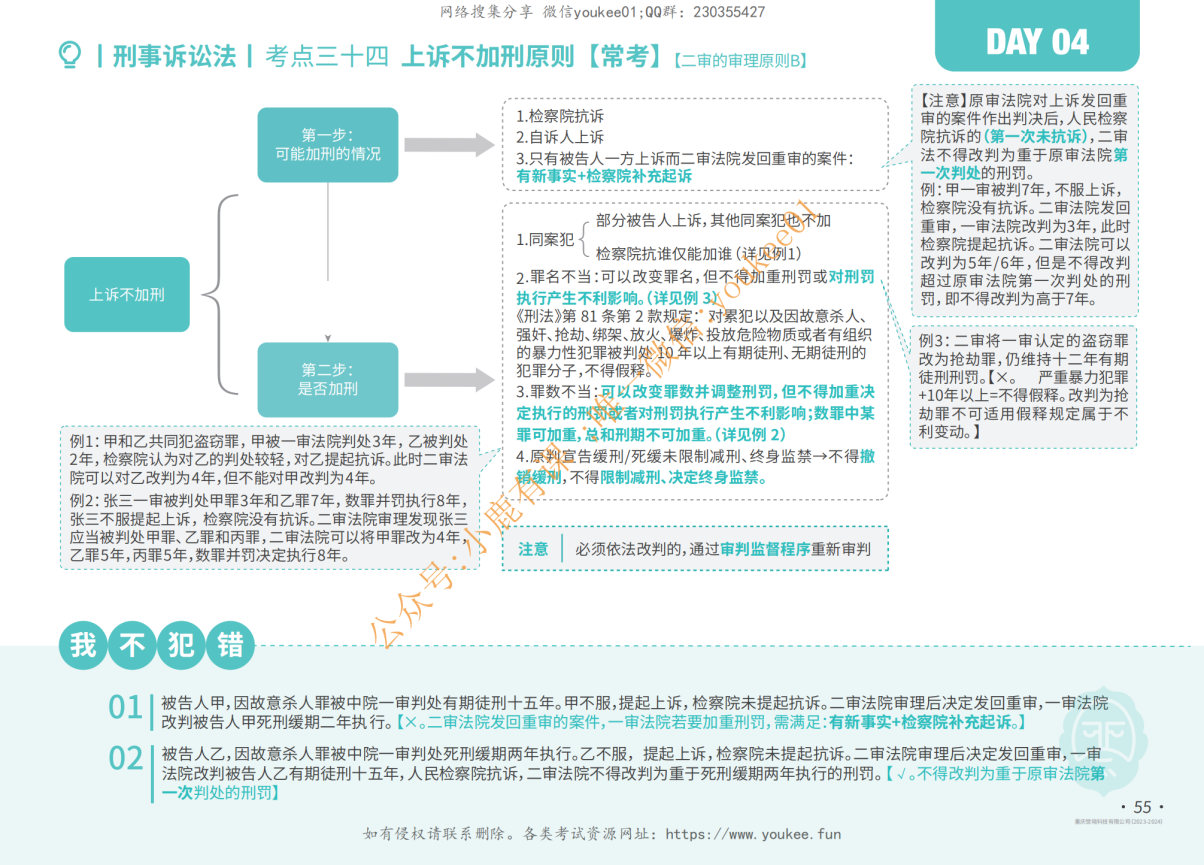 网络搜集分享 微信youkee01;QQ群：230355427
DAY 04
| 刑事诉讼法 | 考点三十四 上诉不加刑原则【常考】【二审的审理原则B】
上诉不加刑
第一步：
可能加刑的情况
1.检察院抗诉
2.自诉人上诉
3.只有被告人一方上诉而二审法院发回重审的案件：
有新事实+检察院补充起诉
【注意】原审法院对上诉发回重
审的案件作出判决后，人民检察
院抗诉的（第一次未抗诉），二审
法不得改判为重于原审法院第
一次判处的刑罚。
例：甲一审被判7年，不服上诉，
检察院没有抗诉。二审法院发回
重审，一审法院改判为3年，此时
检察院提起抗诉。二审法院可以
改判为5年/6年，但是不得改判
超过原审法院第一次判处的刑
罚，即不得改判为高于7年。
第二步：
是否加刑
1.同案犯
部分被告人上诉，其他同案犯也不加
检察院抗谁仅能加谁（详见例1）
2.罪名不当：可以改变罪名，但不得加重刑罚或对刑罚
执行产生不利影响。（详见例 3）
《刑法》第 81 条第 2 款规定：对累犯以及因故意杀人、
强奸、抢劫、绑架、放火、爆炸、投放危险物质或者有组织
的暴力性犯罪被判处 10 年以上有期徒刑、无期徒刑的
犯罪分子，不得假释。
3.罪数不当：可以改变罪数并调整刑罚，但不得加重决
定执行的刑罚或者对刑罚执行产生不利影响；数罪中某
罪可加重，总和刑期不可加重。（详见例 2）
4.原判宣告缓刑/死缓未限制减刑、终身监禁→不得撤
销缓刑，不得限制减刑、决定终身监禁。
例3：二审将一审认定的盗窃罪
改为抢劫罪，仍维持十二年有期
徒刑刑罚。【×。 严重暴力犯罪
+10年以上=不得假释。改判为抢
劫罪不可适用假释规定属于不
利变动。】
例1：甲和乙共同犯盗窃罪，甲被一审法院判处3年，乙被判处
2年，检察院认为对乙的判处较轻，对乙提起抗诉。此时二审法
院可以对乙改判为4年，但不能对甲改判为4年。
例2：张三一审被判处甲罪3年和乙罪7年，数罪并罚执行8年，
张三不服提起上诉，检察院没有抗诉。二审法院审理发现张三
应当被判处甲罪、乙罪和丙罪，二审法院可以将甲罪改为4年，
乙罪5年，丙罪5年，数罪并罚决定执行8年。
注意 | 必须依法改判的，通过审判监督程序重新审判
我不犯错
01 被告人甲，因故意杀人罪被中院一审判处有期徒刑十五年。甲不服，提起上诉，检察院未提起抗诉。二审法院审理后决定发回重审，一审法院
改判被告人甲死刑缓期二年执行。【×。二审法院发回重审的案件，一审法院若要加重刑罚，需满足：有新事实+检察院补充起诉。】
02 被告人乙，因故意杀人罪被中院一审判处死刑缓期两年执行。乙不服，提起上诉，检察院未提起抗诉。二审法院审理后决定发回重审，一审
法院改判被告人乙有期徒刑十五年，人民检察院抗诉，二审法院不得改判为重于死刑缓期两年执行的刑罚。【√。不得改判为重于原审法院第
一次判处的刑罚】
· 55 ·
如有侵权请联系删除。各类考试资源网址：https://www.youkee.fun